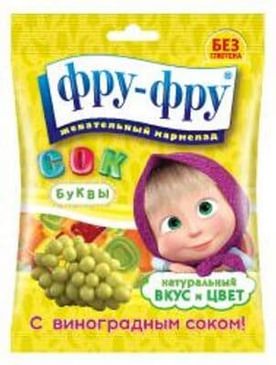 БЕЗ
ГЛЮТЕНА
фру-фру®
жевательный мармелад
СОК
БУКВЫ
натуральный
ВКУС и ЦВЕТ
С виноградным соком!